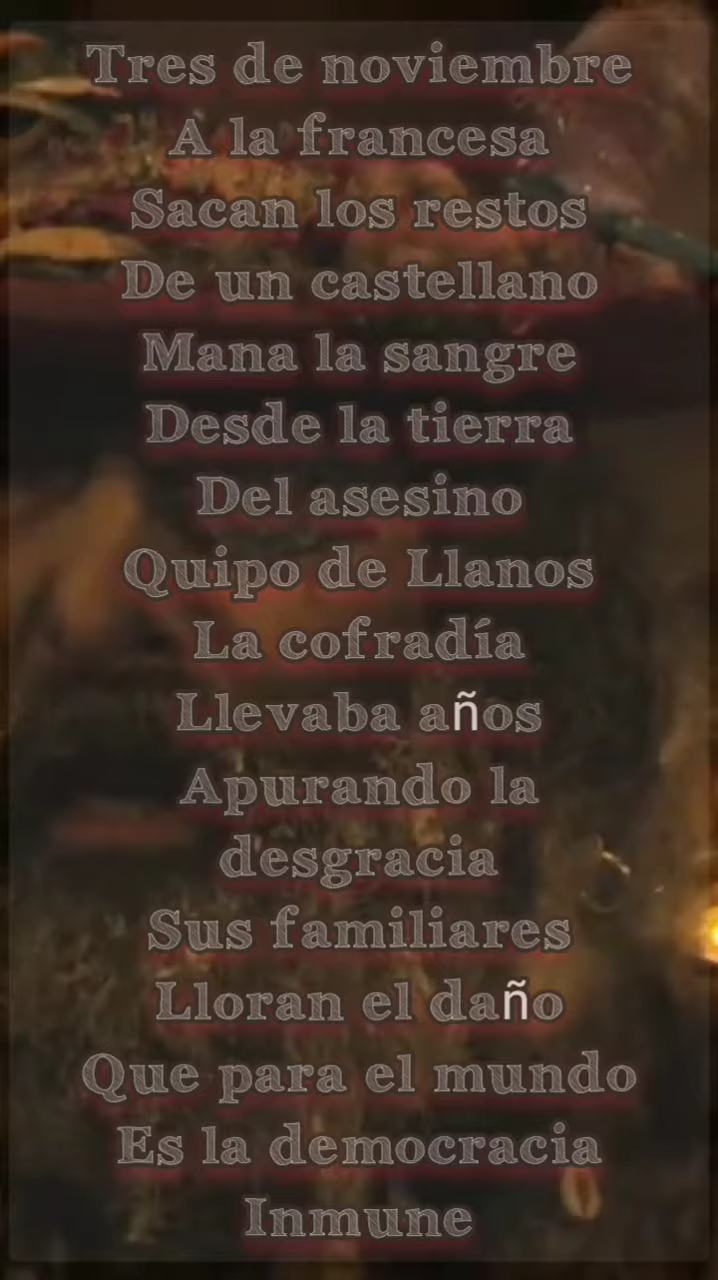 Tres de noviembre
A la francesa
Sacan los restos
De un castellano
Mana la sangre
Desde la tierra
Del asesino
Quipo de Llanos
La cofradía
Llevaba años
Apurando la
desgracia
Sus familiares
Lloran el daño
Que para el mundo
Es la democracia
Inmune